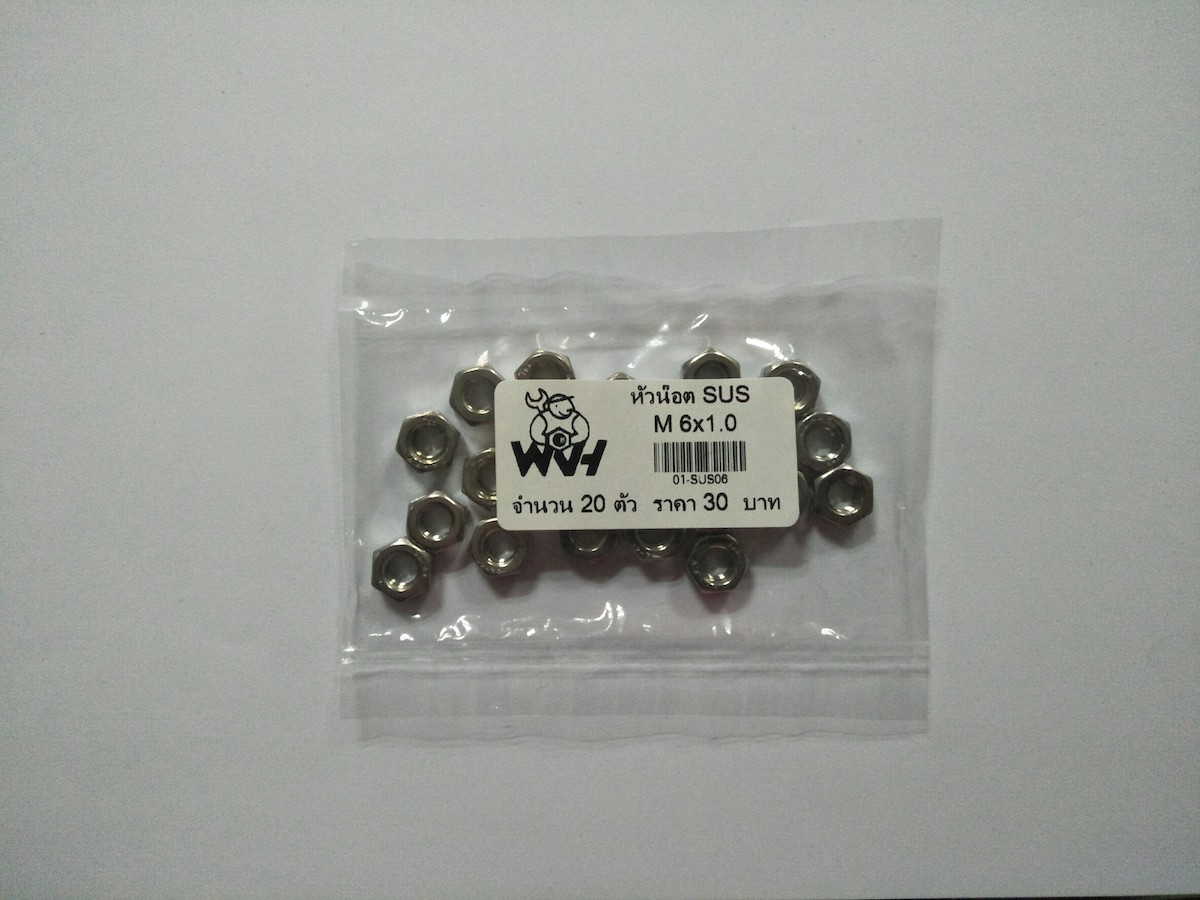 หัวน๊อต SUS
M 6x1.0
WVH
01-SUS06
จำนวน 20 ตัว ราคา 30 บาท